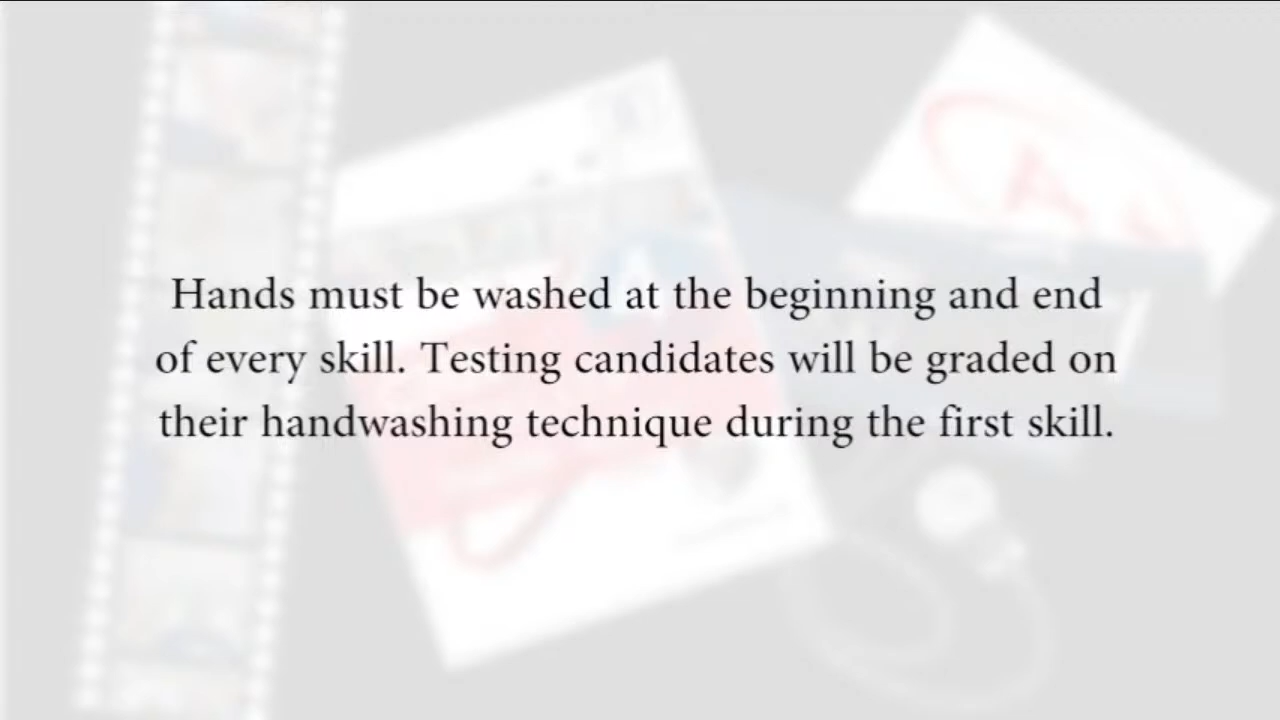 Hands must be washed at the beginning and end
of every skill. Testing candidates will be graded on
their handwashing technique during the first skill.